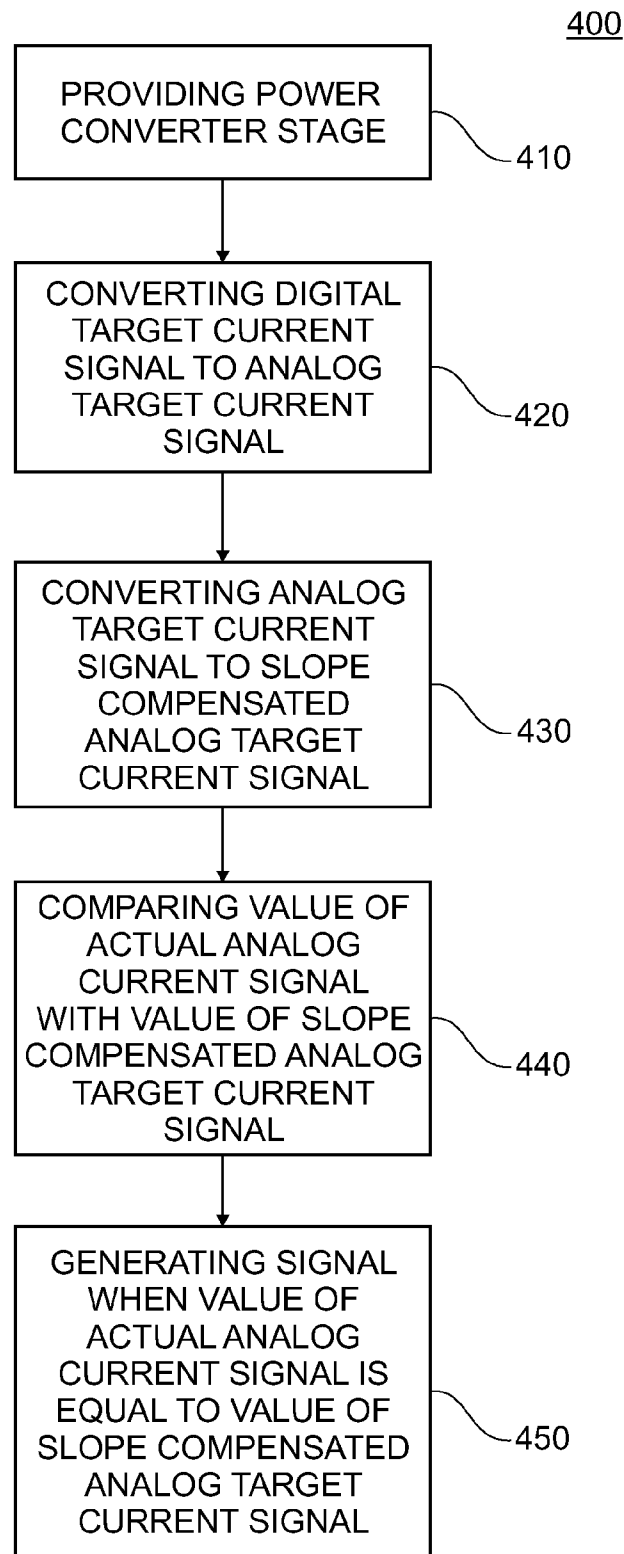 400
PROVIDING POWER
CONVERTER STAGE
410
CONVERTING DIGITAL
TARGET CURRENT
SIGNAL TO ANALOG
TARGET CURRENT
SIGNAL
420
CONVERTING ANALOG
TARGET CURRENT
SIGNAL TO SLOPE
COMPENSATED
ANALOG TARGET
CURRENT SIGNAL
430
COMPARING VALUE OF
ACTUAL ANALOG
CURRENT SIGNAL
WITH VALUE OF SLOPE
COMPENSATED ANALOG
TARGET CURRENT
SIGNAL
440
GENERATING SIGNAL
WHEN VALUE OF
ACTUAL ANALOG
CURRENT SIGNAL IS
EQUAL TO VALUE OF
SLOPE COMPENSATED
ANALOG TARGET
CURRENT SIGNAL
450